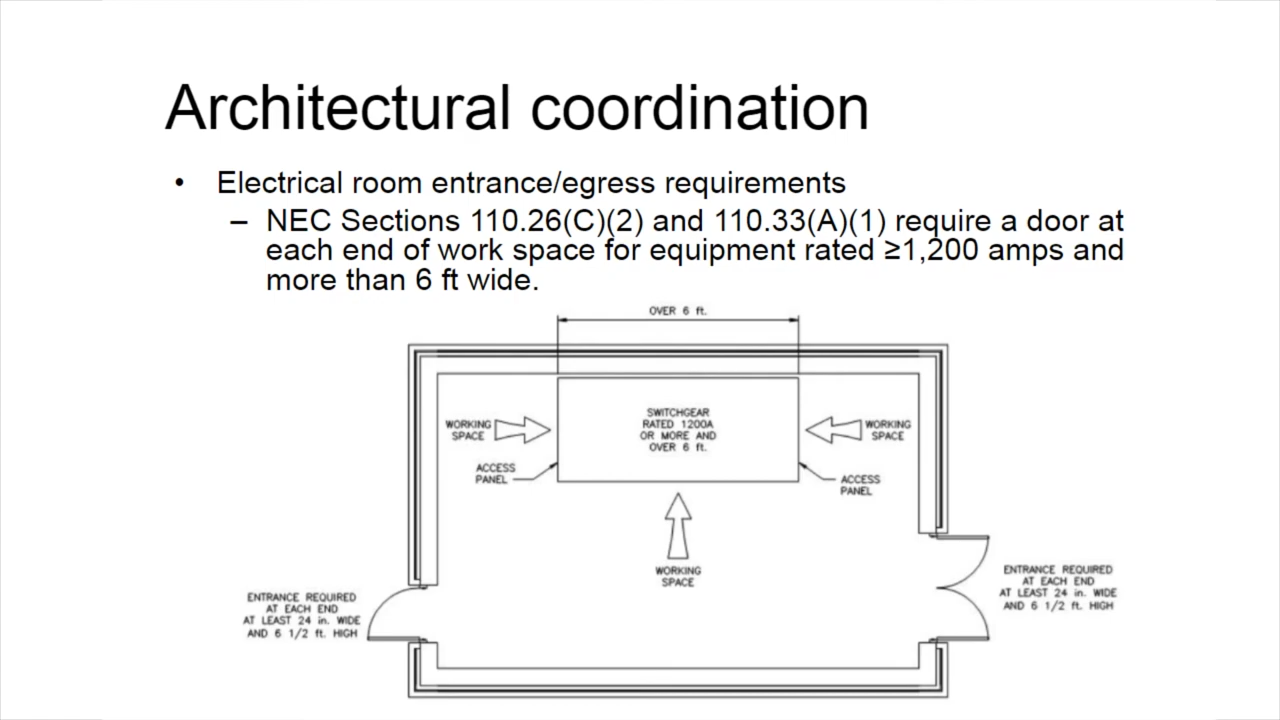 Architectural coordination
• Electrical room entrance/egress requirements
– NEC Sections 110.26(C)(2) and 110.33(A)(1) require a door at
each end of work space for equipment rated ≥1,200 amps and
more than 6 ft wide.
OVER 6 ft.
SWITCHGEAR
RATED 1200A
OR MORE AND
OVER 6 ft.
WORKING
SPACE
WORKING
SPACE
ACCESS
PANEL
ACCESS
PANEL
WORKING
SPACE
ENTRANCE REQUIRED
AT EACH END
AT LEAST 24 in. WIDE
AND 6 1/2 ft. HIGH
ENTRANCE REQUIRED
AT EACH END
AT LEAST 24 in. WIDE
AND 6 1/2 ft. HIGH